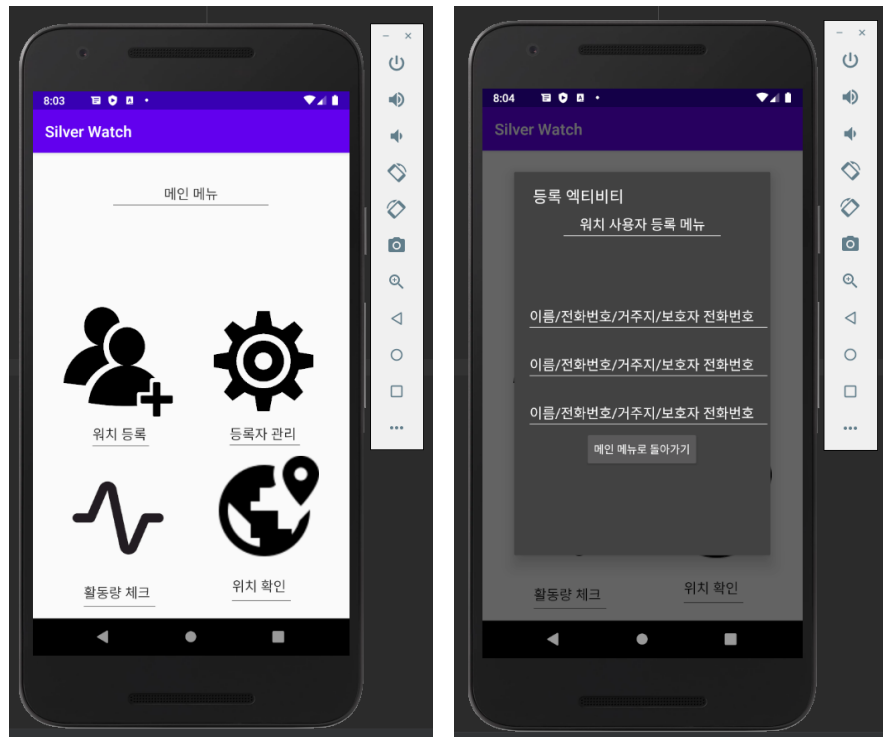 8:03
Silver Watch
메인 메뉴
워치 등록
등록자 관리
활동량 체크
위치 확인
8:04
Silver Watch
등록 엑티비티
워치 사용자 등록 메뉴
이름/전화번호/거주지/보호자 전화번호
이름/전화번호/거주지/보호자 전화번호
이름/전화번호/거주지/보호자 전화번호
메인 메뉴로 돌아가기
활동량 체크
위치 확인